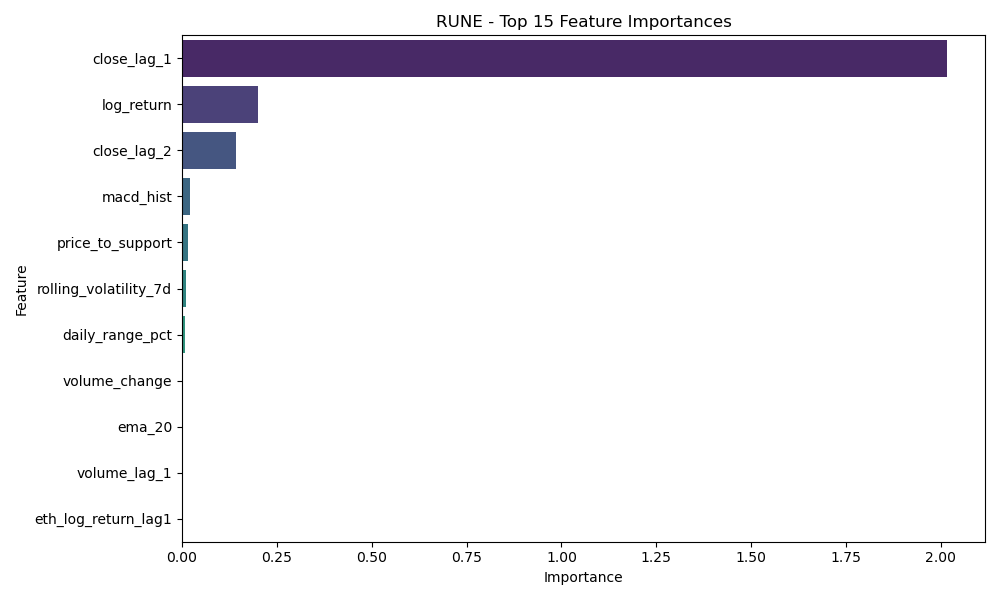 RUNE - Top 15 Feature Importances
close_lag_1
log_return
close_lag_2
macd_hist
price_to_support
rolling_volatility_7d
daily_range_pct
volume_change
ema_20
volume_lag_1
eth_log_return_lag1
Feature
0.00 0.25 0.50 0.75 1.00 1.25 1.50 1.75 2.00
Importance